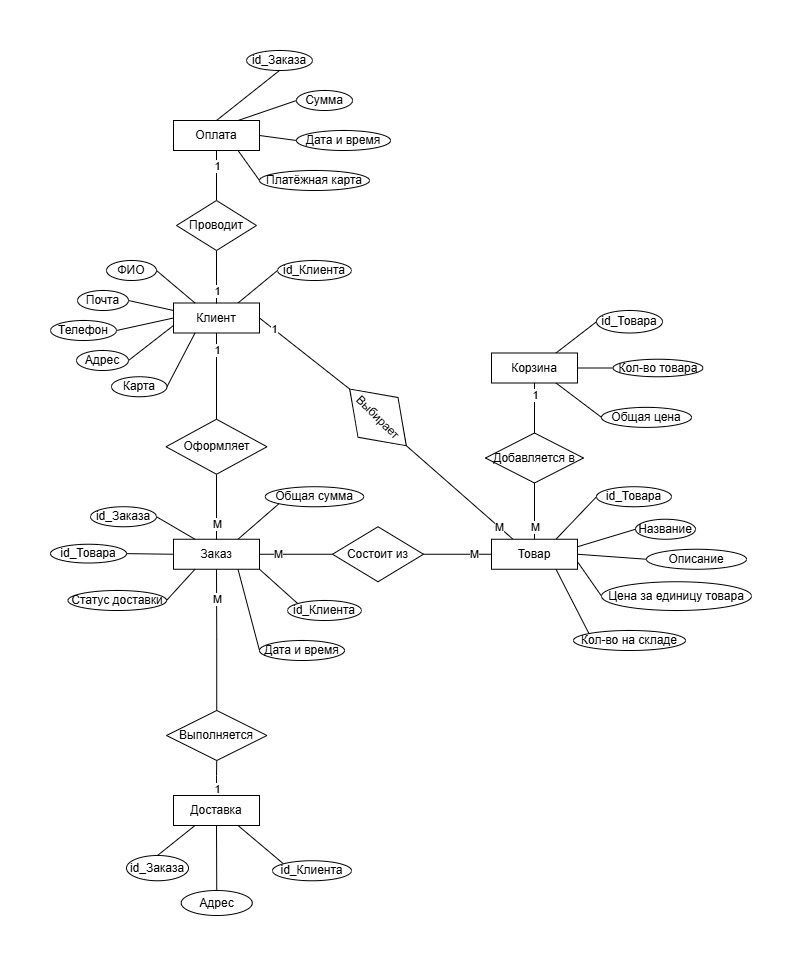 id_Заказа
Сумма
Оплата
Дата и время
1
Платёжная карта
Проводит
ФИО
id_Клиента
1
Почта
Клиент
id_Товара
Телефон
1
1
Адрес
Корзина
Кол-во товара
Карта
1
Выбирает
Общая цена
Оформляет
Добавляется в
Общая сумма
id_Товара
id_Заказа
М
М
М
Название
id_Товара
Заказ
М
Состоит из
М
Товар
Описание
Статус доставки
М
Цена за единицу товара
id_Клиента
Кол-во на складе
Дата и время
Выполняется
1
Доставка
id_Заказа
id_Клиента
Адрес